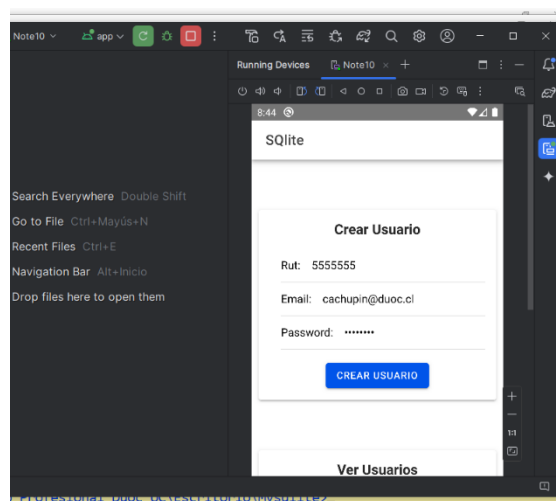 Note10 app
Running Devices Note10
8:44
SQlite
Search Everywhere Double Shift
Go to File Ctrl+Mayús+N
Recent Files Ctrl+E
Navigation Bar Alt+Inicio
Drop files here to open them
Crear Usuario
Rut: 5555555
Email: cachupin@duoc.cl
Password: ••••••••
CREAR USUARIO
1:1
Ver Usuarios